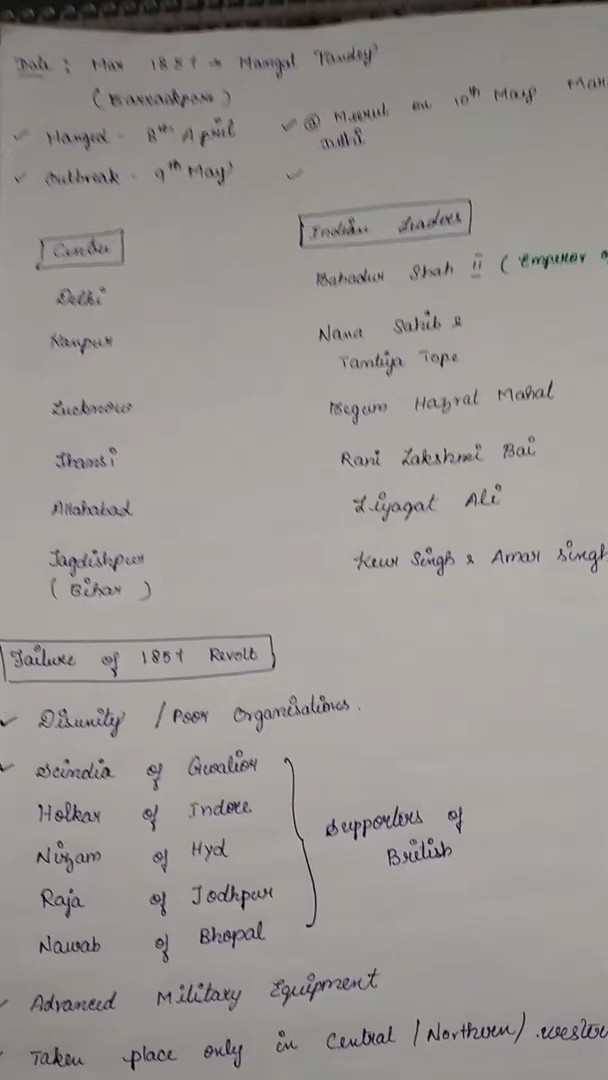 Date : Mar 1857 → Mangal Pandey
(Barrackpore)
✓ Hanged - 8th April
✓ @ Meerut on 10th May
✓ Outbreak - 9th May
Delhi
✓
Center
Indian Leaders
Delhi
Bahadur Shah II (Emperor
Kanpur
Nana Sahib &
Tantiya Tope
Lucknow
Begum Hazrat Mahal
Jhansi
Rani Lakshmi Bai
Allahabad
Liyaqat Ali
Jagdishpur
(Bihar)
Kuur Singh & Amar Singh
Failure of 1857 Revolt
✓ Disunity / Poor Organisations.
✓ Scindia of Gwalior
Holkar of Indore
Nizam of Hyd
Raja of Jodhpur
Nawab of Bhopal
Supporters of
British
✓ Advanced Military Equipment
✓ Taken place only in Central / Northern /